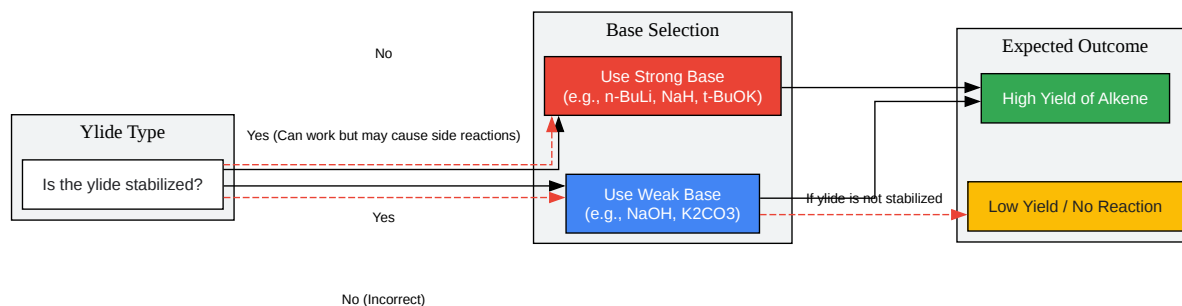 Ylide Type
Is the ylide stabilized?
No
Yes (Can work but may cause side reactions)
Yes
No (Incorrect)
Base Selection
Use Strong Base
(e.g., n-BuLi, NaH, t-BuOK)
Use Weak Base
(e.g., NaOH, K2CO3)
If ylide is not stabilized
Expected Outcome
High Yield of Alkene
Low Yield / No Reaction